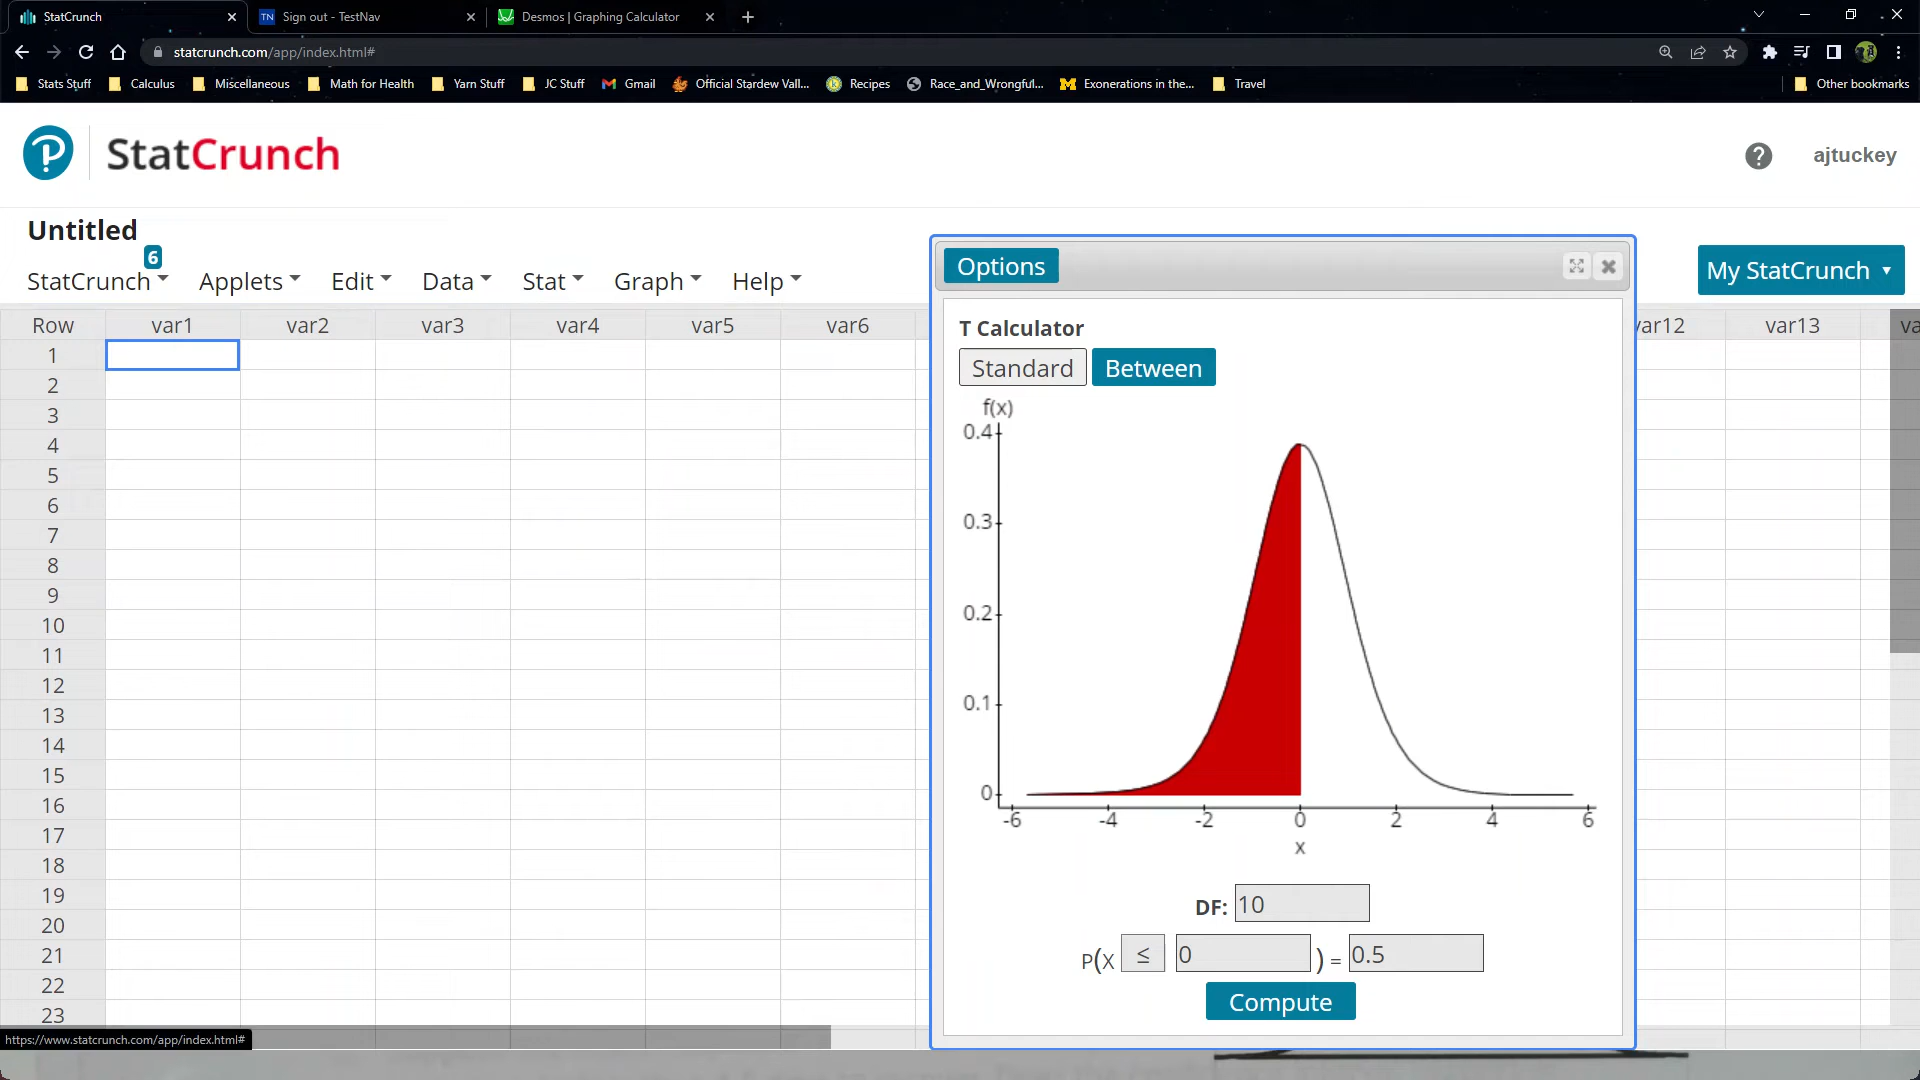 StatCrunch
TN Sign out - TestNav
Desmos | Graphing Calculator
statcrunch.com/app/index.html#
Stats Stuff
Calculus
Miscellaneous
Math for Health
Yarn Stuff
JC Stuff
Gmail
Official Stardew Vall...
Recipes
Race_and_Wrongful...
Exonerations in the...
Travel
Other bookmarks
P StatCrunch
? ajtuckey
Untitled
6
StatCrunch Applets Edit Data Stat Graph Help
My StatCrunch
Row var1 var2 var3 var4 var5 var6 var12 var13 va
1
2
3
4
5
6
7
8
9
10
11
12
13
14
15
16
17
18
19
20
21
22
23
Options
T Calculator
Standard Between
f(x)
0.4
0.3
0.2
0.1
0
-6 -4 -2 0 2 4 6
x
DF: 10
P(X ≤ 0 ) = 0.5
Compute
https://www.statcrunch.com/app/index.html#